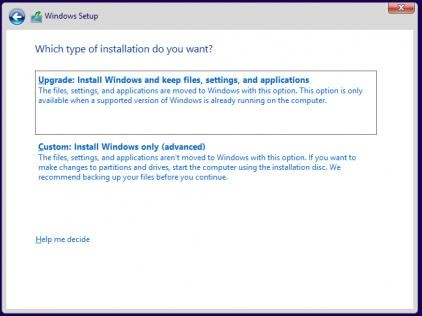 Windows Setup
Which type of installation do you want?
Upgrade: Install Windows and keep files, settings, and applications
The files, settings, and applications are moved to Windows with this option. This option is only
available when a supported version of Windows is already running on the computer.
Custom: Install Windows only (advanced)
The files, settings, and applications aren't moved to Windows with this option. If you want to
make changes to partitions and drives, start the computer using the installation disc. We
recommend backing up your files before you continue.
Help me decide